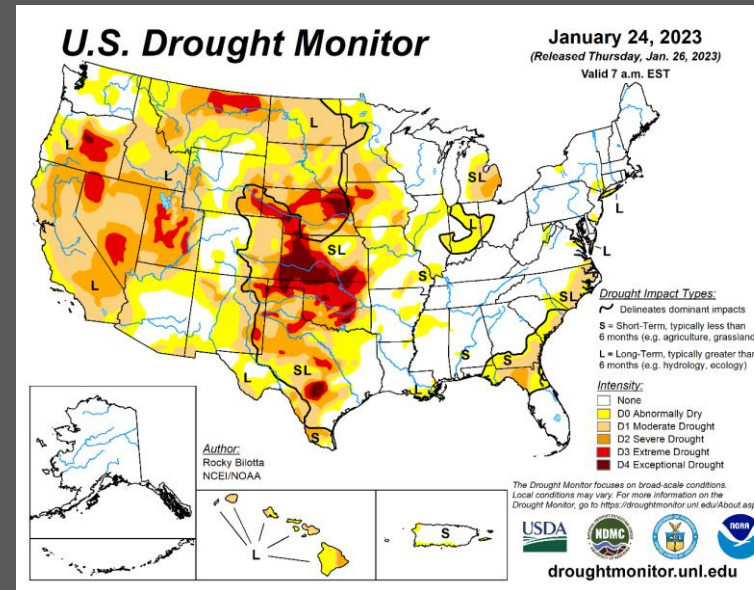 U.S. Drought Monitor
January 24, 2023
(Released Thursday, Jan. 26, 2023)
Valid 7 a.m. EST
L
L
L
SL
L
L
L
L
SL
S
L
SL
SL
S
S
L
L
S
Drought Impact Types:
Delineates dominant impacts
S = Short-Term, typically less than
6 months (e.g. agriculture, grassland
L = Long-Term, typically greater than
6 months (e.g. hydrology, ecology)
Intensity:
None
D0 Abnormally Dry
D1 Moderate Drought
D2 Severe Drought
D3 Extreme Drought
D4 Exceptional Drought
Author:
Rocky Bilotta
NCEI/NOAA
L
S
The Drought Monitor focuses on broad-scale conditions.
Local conditions may vary. For more information on the
Drought Monitor, go to https://droughtmonitor.unl.edu/About.asp
USDA
NDMC
NOAA
droughtmonitor.unl.edu